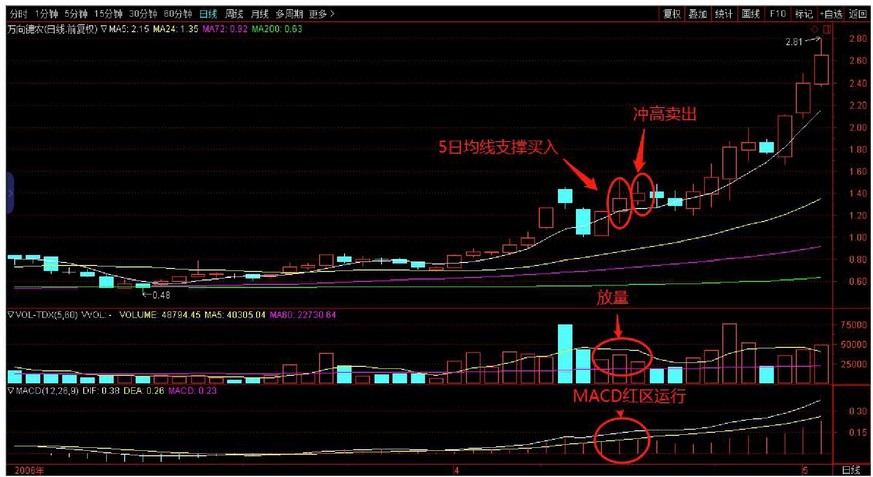 分时 1分钟 5分钟 15分钟 30分钟 60分钟 日线 周线 月线 多周期 更多 > 复权 叠加 统计 画线 F10 标记 +自选 返回
万向德农(日线.前复权) ▽MA5: 2.15 MA24: 1.35 MA72: 0.92 MA200: 0.63
2.81
2.80
2.60
2.40
2.20
2.00
1.80
1.60
1.40
1.20
1.00
0.80
0.60
冲高卖出
5日均线支撑买入
0.48
放量
▽VOL-TDX(5,60) VVOL: - VOLUME: 48794.45 MA5: 40305.04 MA60: 22730.64
75000
50000
25000
▽MACD(12,26,9) DIF: 0.38 DEA: 0.26 MACD: 0.23
MACD红区运行
0.30
0.15
2006年 4 5 日线